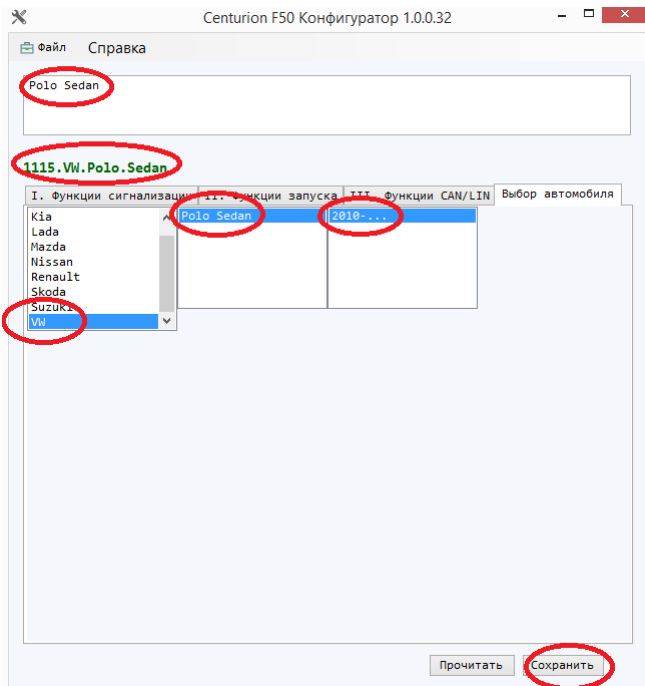 Centurion F50 Конфигуратор 1.0.0.32
Файл Справка
Polo Sedan
1115.VW.Polo.Sedan
I. Функции сигнализации II. Функции запуска III. Функции CAN/LIN Выбор автомобиля
Kia Polo Sedan 2010-...
Lada
Mazda
Nissan
Renault
Skoda
Suzuki
VW
Прочитать Сохранить